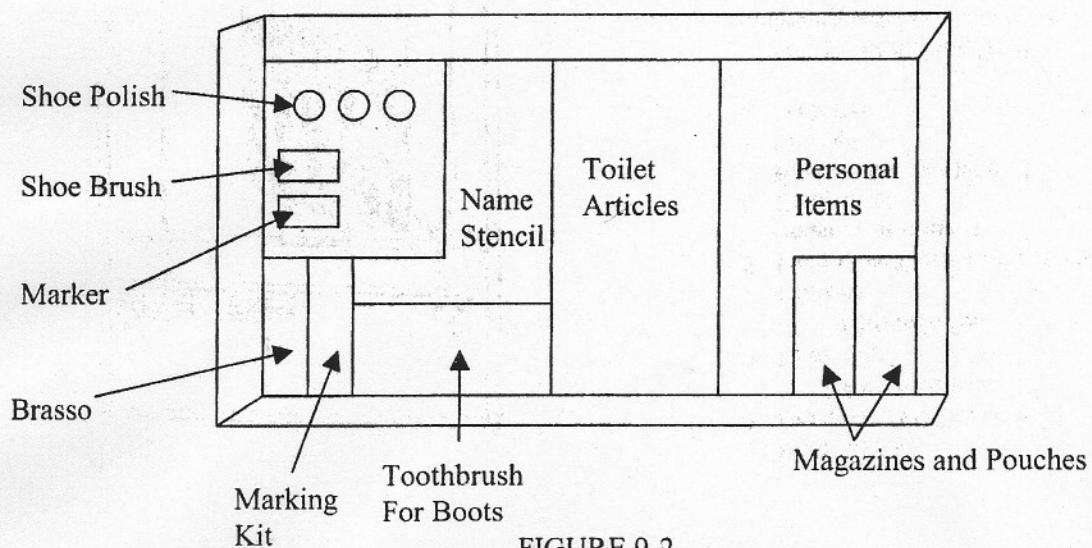 Shoe Polish
Shoe Brush
Marker
Brasso
Name
Stencil
Toilet
Articles
Personal
Items
Marking
Kit
Toothbrush
For Boots
Magazines and Pouches
FIGURE 9-2